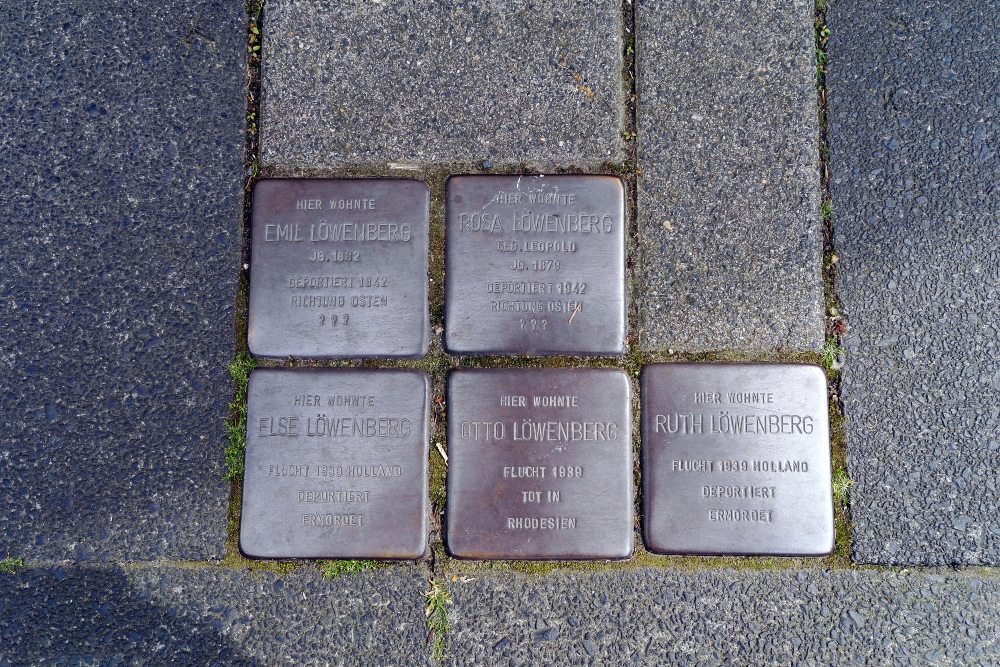 HIER WOHNTE
EMIL LÖWENBERG
JG. 1882
DEPORTIERT 1942
RICHTUNG OSTEN
? ? ?
HIER WOHNTE
ROSA LÖWENBERG
GEB. LEOPOLD
JG. 1879
DEPORTIERT 1942
RICHTUNG OSTEN
? ? ?
HIER WOHNTE
ELSE LÖWENBERG
FLUCHT 1939 HOLLAND
DEPORTIERT
ERMORDET
HIER WOHNTE
OTTO LÖWENBERG
FLUCHT 1939
TOT IN
RHODESIEN
HIER WOHNTE
RUTH LÖWENBERG
FLUCHT 1939 HOLLAND
DEPORTIERT
ERMORDET